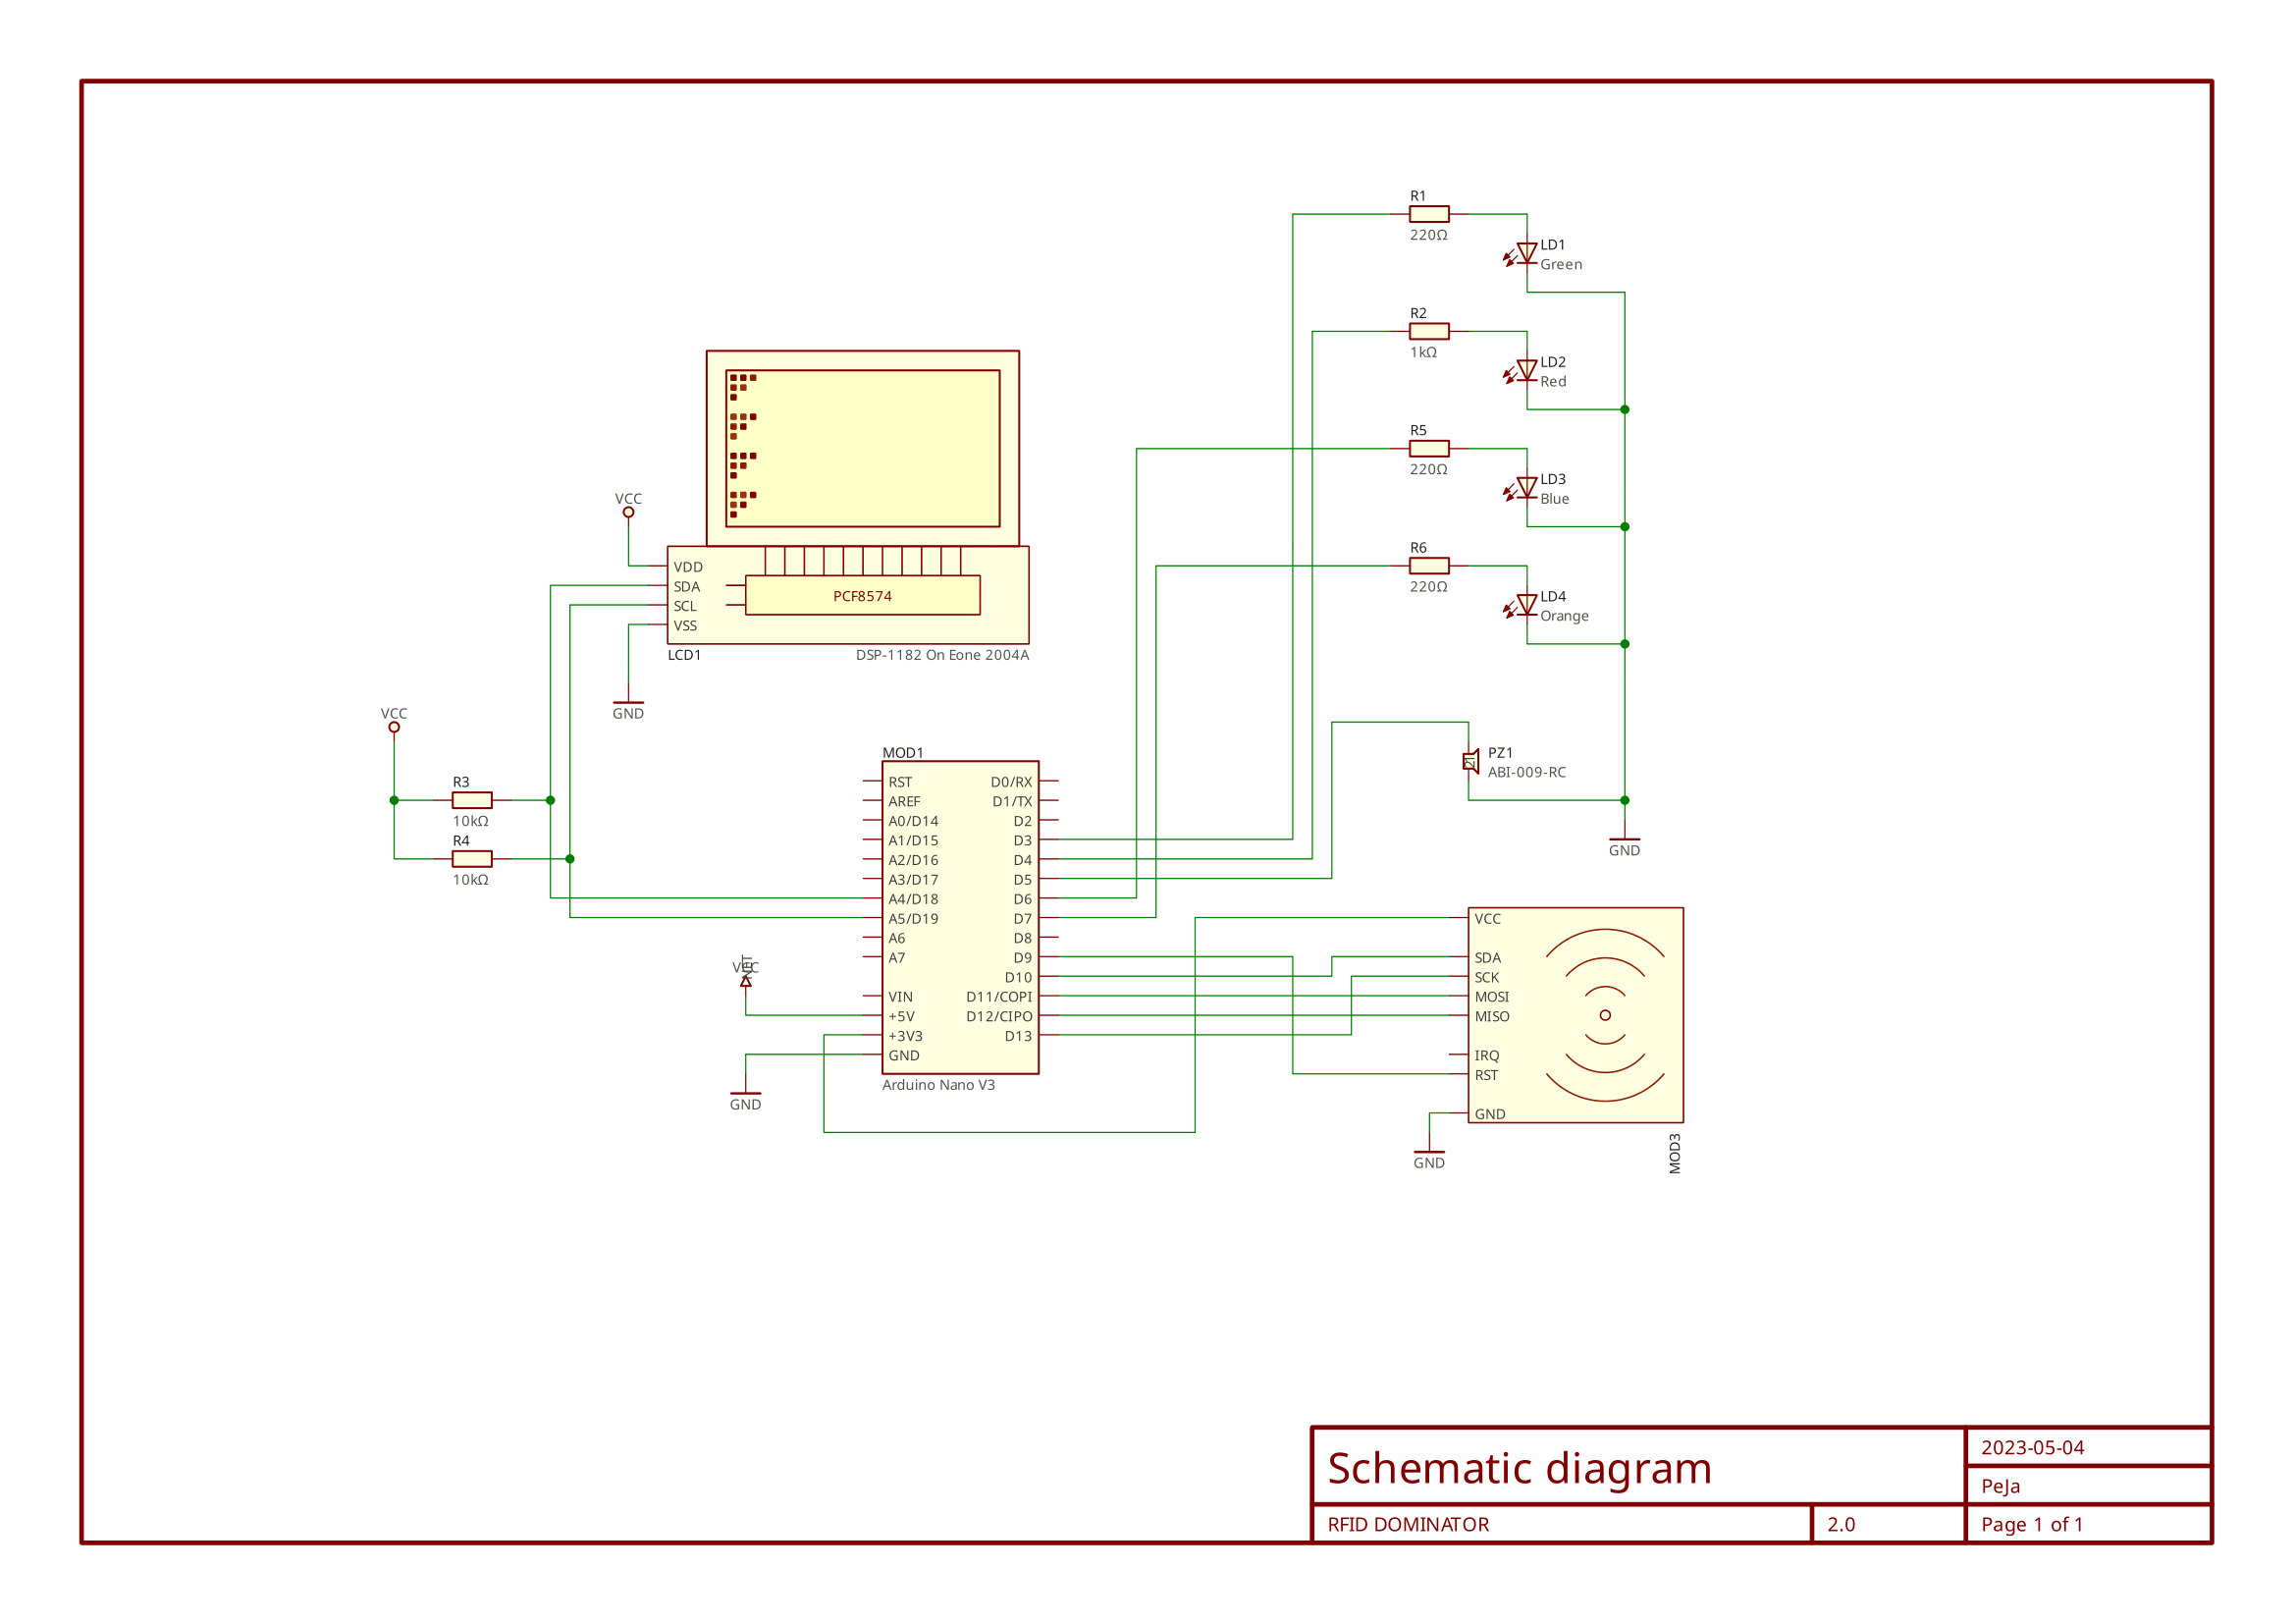 R1
220Ω
LD1
Green
R2
1kΩ
LD2
Red
R5
220Ω
LD3
Blue
R6
220Ω
LD4
Orange
VCC
VDD
SDA
SCL
VSS
PCF8574
LCD1
DSP-1182 On Eone 2004A
GND
VCC
R3
10kΩ
R4
10kΩ
PZ1
ABI-009-RC
GND
MOD1
RST
AREF
A0/D14
A1/D15
A2/D16
A3/D17
A4/D18
A5/D19
A6
A7
VIN
+5V
+3V3
GND
D0/RX
D1/TX
D2
D3
D4
D5
D6
D7
D8
D9
D10
D11/COPI
D12/CIPO
D13
Arduino Nano V3
VCC
GND
VCC
SDA
SCK
MOSI
MISO
IRQ
RST
GND
MOD3
GND
Schematic diagram
2023-05-04
PeJa
RFID DOMINATOR
2.0
Page 1 of 1